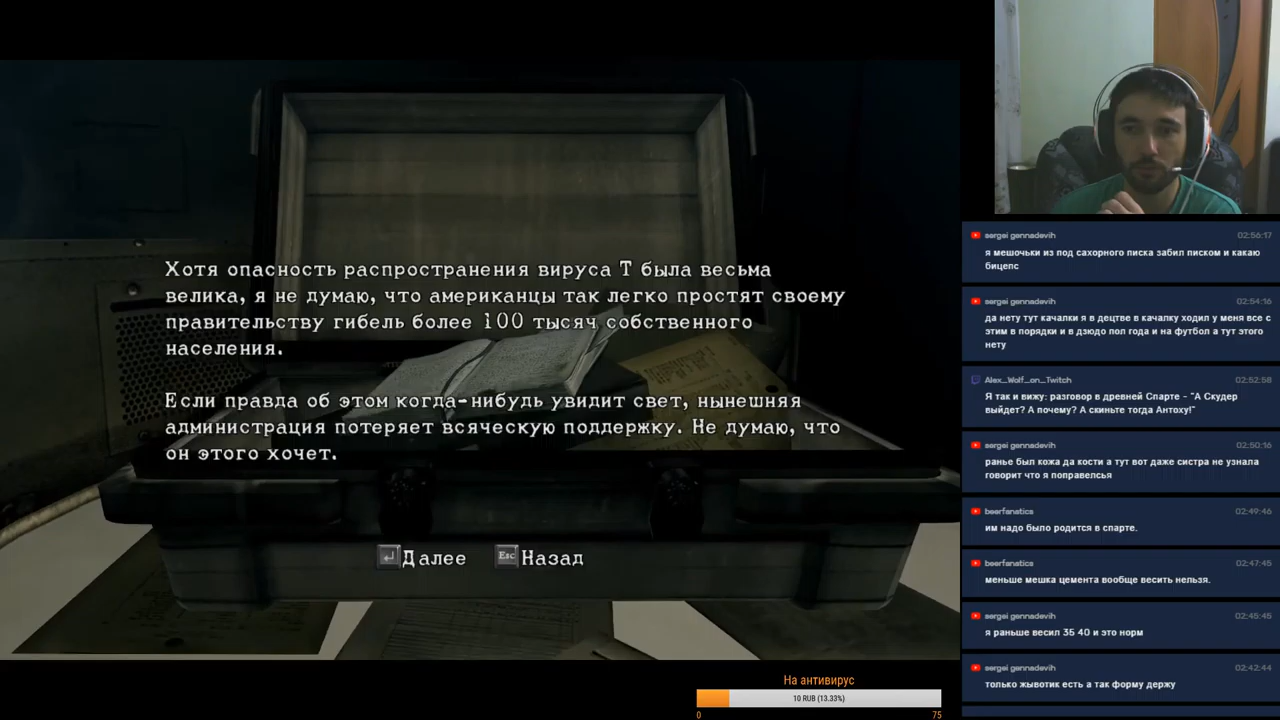 Хотя опасность распространения вируса Т была весьма
велика, я не думаю, что американцы так легко простят своему
правительству гибель более 100 тысяч собственного
населения.
Если правда об этом когда-нибудь увидит свет, нынешняя
администрация потеряет всяческую поддержку. Не думаю, что
он этого хочет.
Далее Esc Назад
sergei gennadevih 02:56:17
я мешочьки из под сахорного писка забил писком и какаю
бицепс
sergei gennadevih 02:54:16
да нету тут качалки я в децтве в качалку ходил у меня все с
этим в порядки и в дзюдо пол года и на футбол а тут этого
нету
Alex_Wolf_on_Twitch 02:52:58
Я так и вижу: разговор в древней Спарте - "А Скудер
выйдет? А почему? А скиньте тогда Антоху!"
sergei gennadevih 02:50:16
ранье был кожа да кости а тут вот даже систра не узнала
говорит что я поправелсья
beerfanatics 02:49:46
им надо было родится в спарте.
beerfanatics 02:47:45
меньше мешка цемента вообще весить нельзя.
sergei gennadevih 02:45:45
я раньше весил 35 40 и это норм
sergei gennadevih 02:42:44
только жывотик есть а так форму держу
На антивирус
10 RUB (13.33%)
0 75